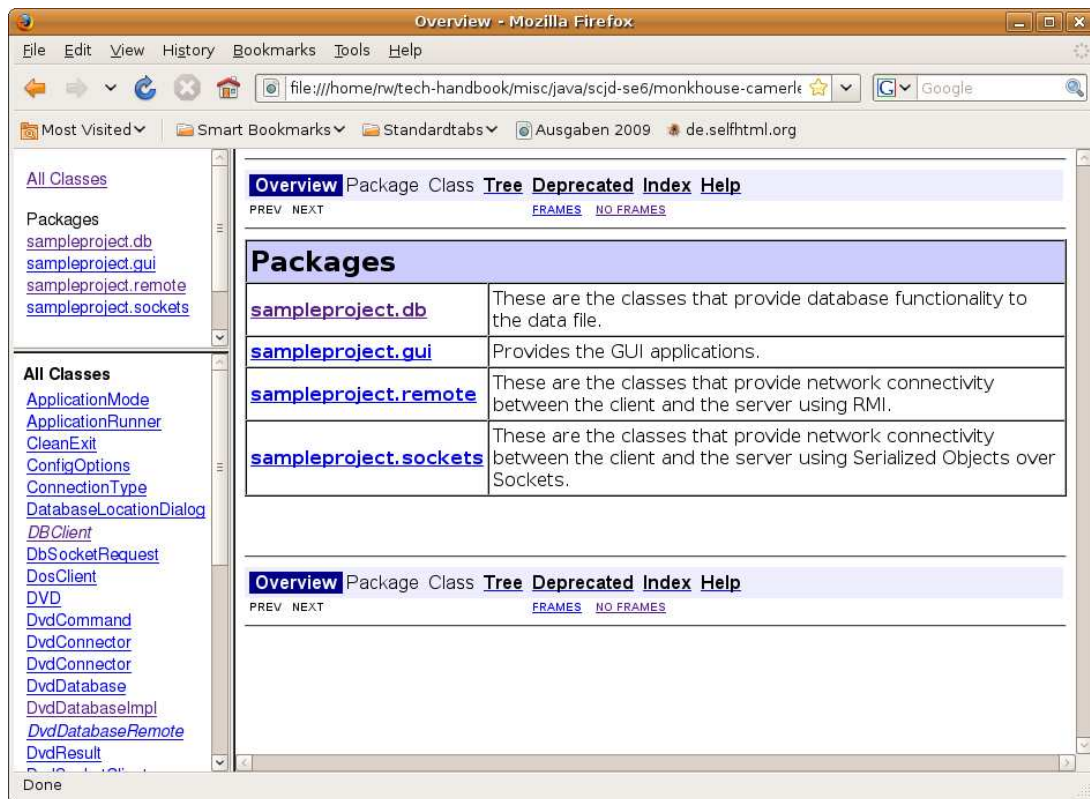 Overview - Mozilla Firefox
File Edit View History Bookmarks Tools Help
file:///home/rw/tech-handbook/misc/java/scjd-se6/monkhouse-camerle
G Google
Most Visited Smart Bookmarks Standardtabs Ausgaben 2009 de.selfhtml.org
All Classes
Packages
sampleproject.db
sampleproject.gui
sampleproject.remote
sampleproject.sockets
All Classes
ApplicationMode
ApplicationRunner
CleanExit
ConfigOptions
ConnectionType
DatabaseLocationDialog
DBClient
DbSocketRequest
DosClient
DVD
DvdCommand
DvdConnector
DvdConnector
DvdDatabase
DvdDatabaseImpl
DvdDatabaseRemote
DvdResult
Overview Package Class Tree Deprecated Index Help
PREV NEXT FRAMES NO FRAMES
Packages
sampleproject.db These are the classes that provide database functionality to
the data file.
sampleproject.gui Provides the GUI applications.
sampleproject.remote These are the classes that provide network connectivity
between the client and the server using RMI.
sampleproject.sockets These are the classes that provide network connectivity
between the client and the server using Serialized Objects over
Sockets.
Overview Package Class Tree Deprecated Index Help
PREV NEXT FRAMES NO FRAMES
Done